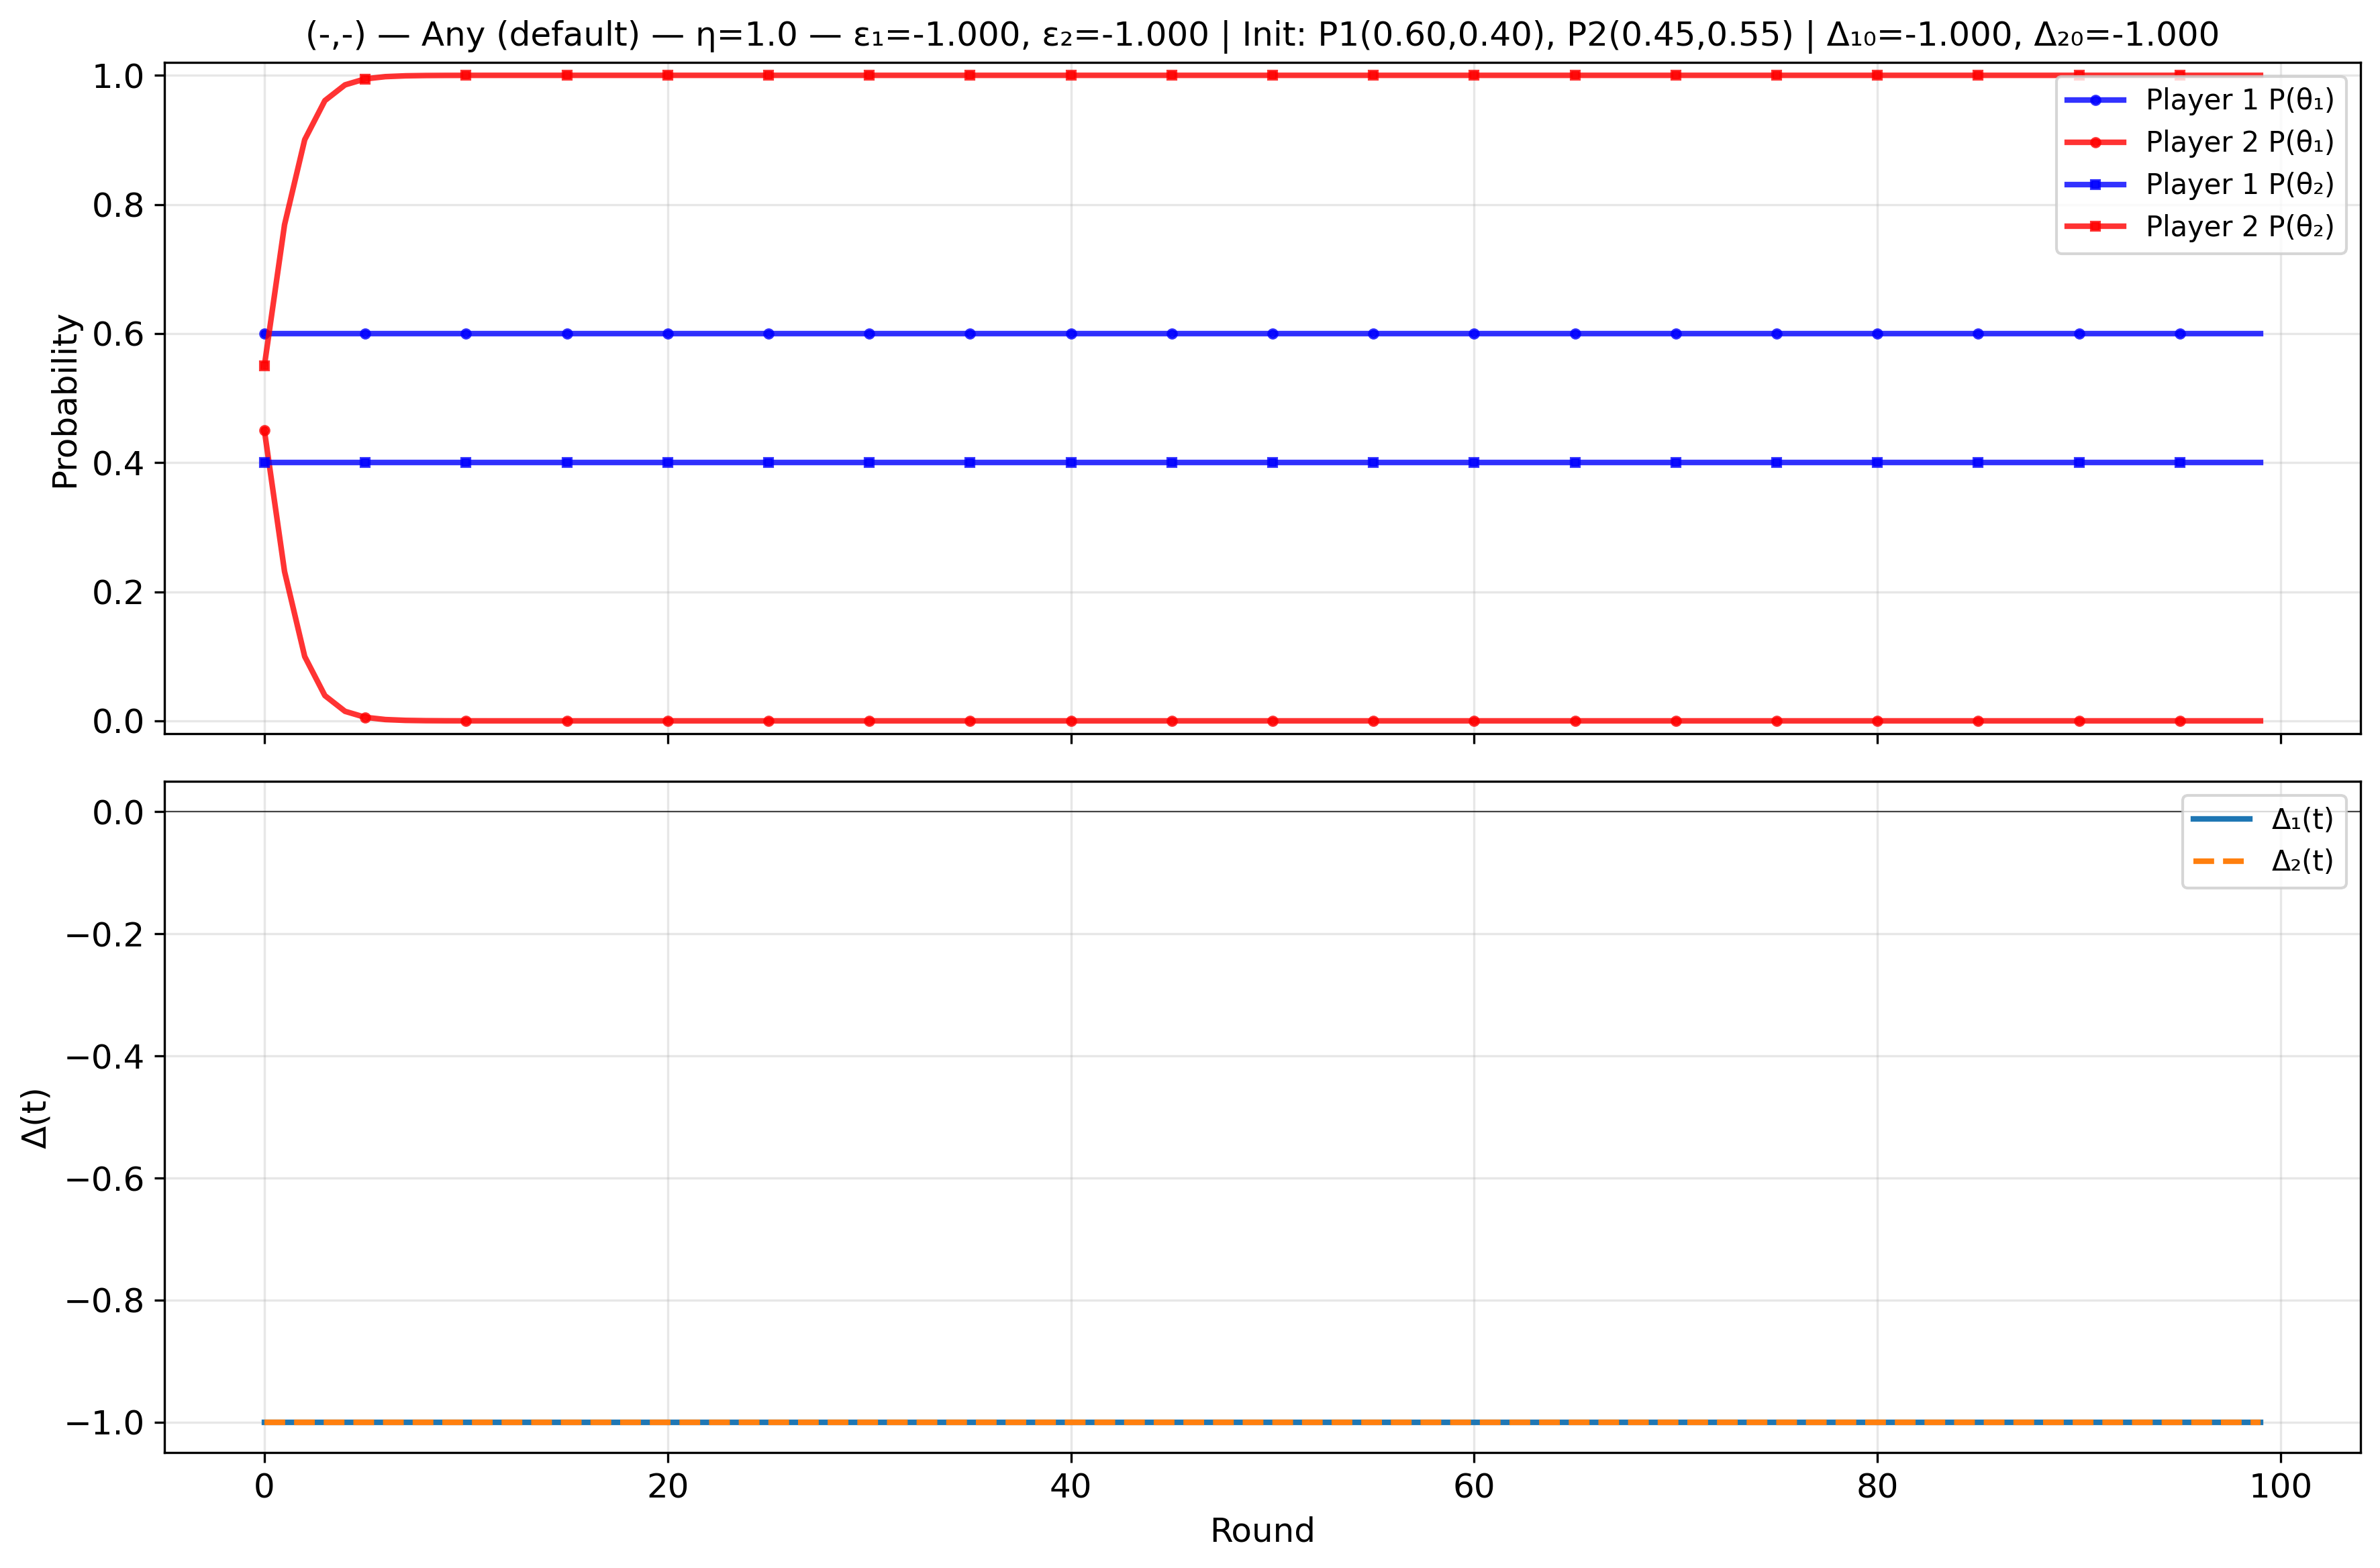 (-,-) — Any (default) — η=1.0 — ε₁=-1.000, ε₂=-1.000 | Init: P1(0.60,0.40), P2(0.45,0.55) | Δ₁₀=-1.000, Δ₂₀=-1.000
1.0
0.8
0.6
0.4
0.2
0.0
Probability
Player 1 P(θ₁)
Player 2 P(θ₁)
Player 1 P(θ₂)
Player 2 P(θ₂)
0.0
−0.2
−0.4
−0.6
−0.8
−1.0
Δ(t)
Δ₁(t)
Δ₂(t)
0 20 40 60 80 100
Round